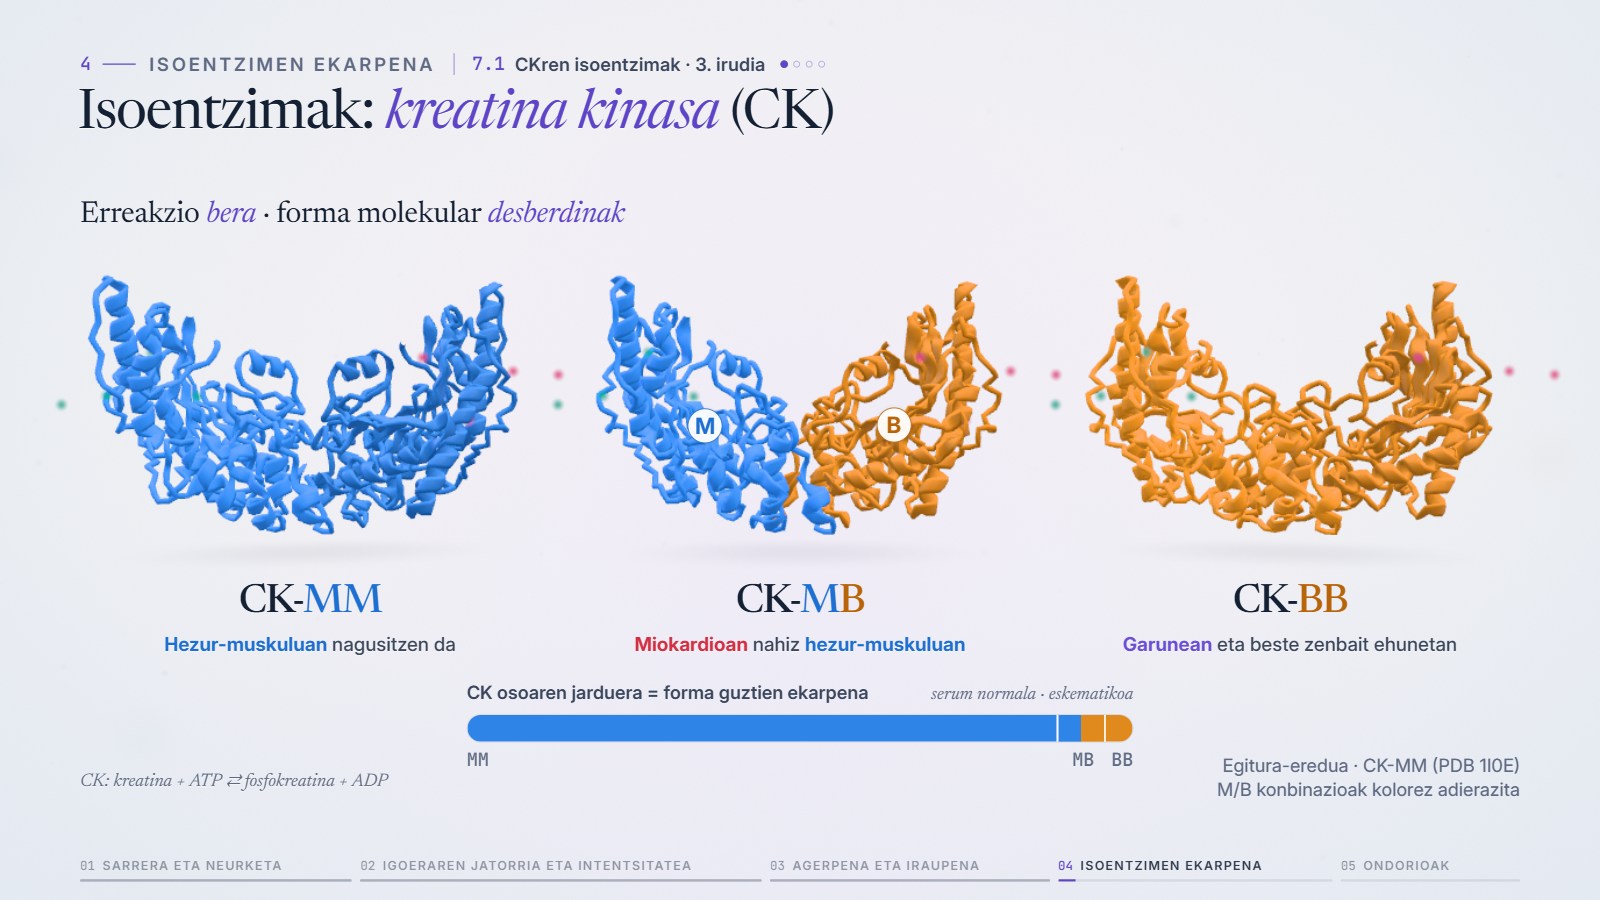 4 ISOENTZIMEN EKARPENA 7.1 CKren isoentzimak · 3. irudia
Isoentzimak: kreatina kinasa (CK)
Erreakzio bera · forma molekular desberdinak
M B
CK-MM CK-MB CK-BB
Hezur-muskuluan nagusitzen da Miokardioan nahiz hezur-muskuluan Garunean eta beste zenbait ehunetan
CK osoaren jarduera = forma guztien ekarpena serum normala · eskematikoa
MM MB BB
CK: kreatina + ATP ⇄ fosfokreatina + ADP
Egitura-eredua · CK-MM (PDB 1I0E)
M/B konbinazioak kolorez adierazita
01 SARRERA ETA NEURKETA 02 IGOERAREN JATORRIA ETA INTENTSITATEA 03 AGERPENA ETA IRAUPENA 04 ISOENTZIMEN EKARPENA 05 ONDORIOAK